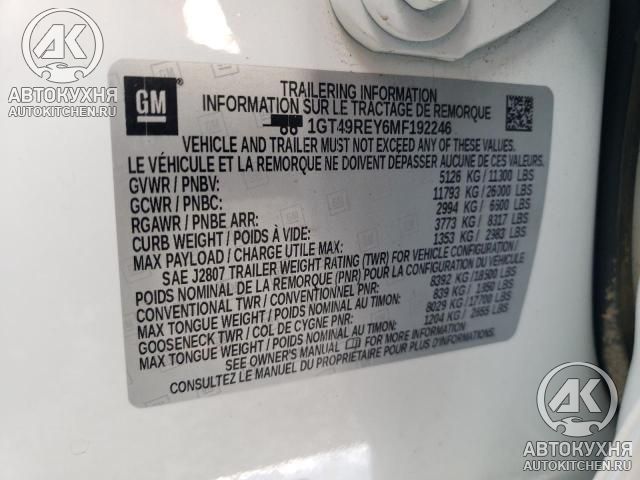 АВТОКУХНЯ
AUTOKITCHEN.RU
GM
TRAILERING INFORMATION
INFORMATION SUR LE TRACTAGE DE REMORQUE
1GT49REY6MF192246
VEHICLE AND TRAILER MUST NOT EXCEED ANY OF THESE VALUES.
LE VÉHICULE ET LA REMORQUE NE DOIVENT DÉPASSER AUCUNE DE CES VALEURS.
GVWR / PNBV: 5126 KG / 11300 LBS
GCWR / PNBC: 11793 KG / 26000 LBS
RGAWR / PNBE ARR: 2994 KG / 6600 LBS
CURB WEIGHT / POIDS À VIDE: 3773 KG / 8317 LBS
MAX PAYLOAD / CHARGE UTILE MAX: 1353 KG / 2983 LBS
SAE J2807 TRAILER WEIGHT RATING (TWR) FOR VEHICLE CONFIGURATION /
POIDS NOMINAL DE LA REMORQUE (PNR) POUR LA CONFIGURATION DU VÉHICULE
CONVENTIONAL TWR / CONVENTIONNEL PNR: 8392 KG / 18500 LBS
MAX TONGUE WEIGHT / POIDS NOMINAL MAX AU TIMON: 839 KG / 1850 LBS
GOOSENECK TWR / COL DE CYGNE PNR: 8029 KG / 17700 LBS
MAX TONGUE WEIGHT / POIDS NOMINAL MAX AU TIMON: 1204 KG / 2655 LBS
SEE OWNER'S MANUAL FOR MORE INFORMATION
CONSULTEZ LE MANUEL DU PROPRIÉTAIRE POUR PLUS D'INFORMATION
АК
АВТОКУХНЯ
AUTOKITCHEN.RU